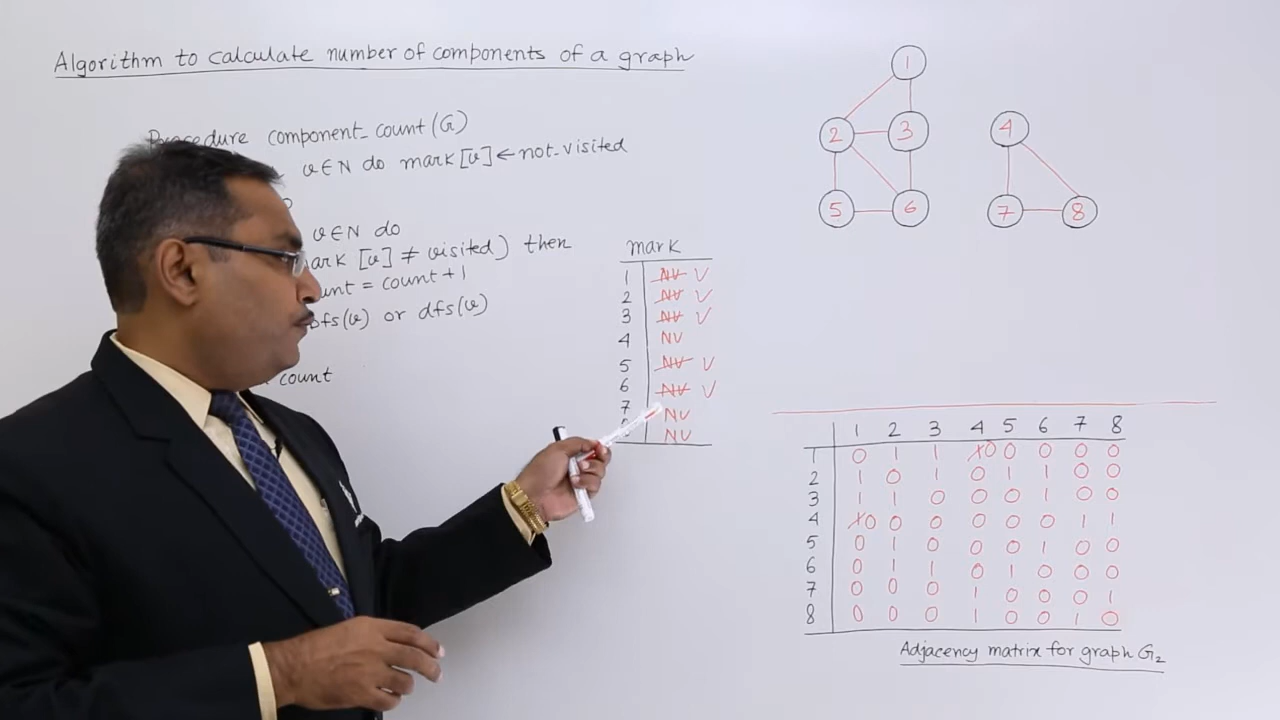 Algorithm to calculate number of components of a graph
Procedure component_count(G)
v∈N do mark[v]←not_visited
v∈N do
[v] ≠ visited) then
= count + 1
or dfs(v)
count
mark
1 NV V
2 NV V
3 NV V
4 NV
5 NV V
6 NV V
7 NV
NV
1
2 3
5 6
4
7 8
1 2 3 4 5 6 7 8
1 0 1 1 1 0 0 0 0 0
2 1 0 1 0 1 1 0 0
3 1 1 0 0 0 1 0 0
4 1 0 0 0 0 0 0 1 1
5 0 1 0 0 0 1 0 0
6 0 1 1 0 1 0 0 0
7 0 0 0 1 0 0 0 1
8 0 0 0 1 0 0 1 0
Adjacency matrix for graph G₂